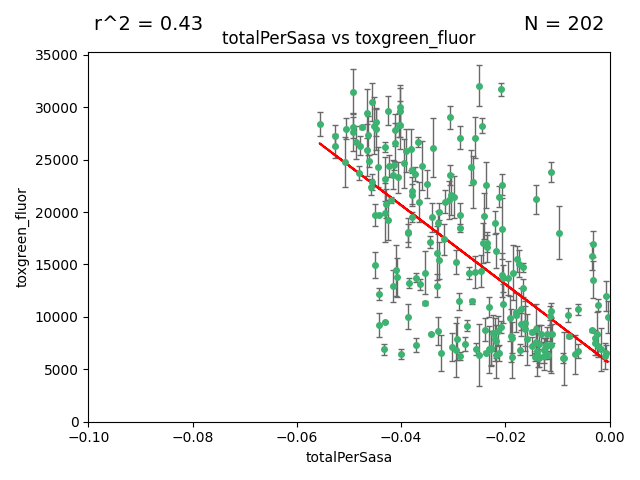 r^2 = 0.43
N = 202
totalPerSasa vs toxgreen_fluor
35000
30000
25000
20000
15000
10000
5000
0
toxgreen_fluor
−0.10
−0.08
−0.06
−0.04
−0.02
0.00
totalPerSasa